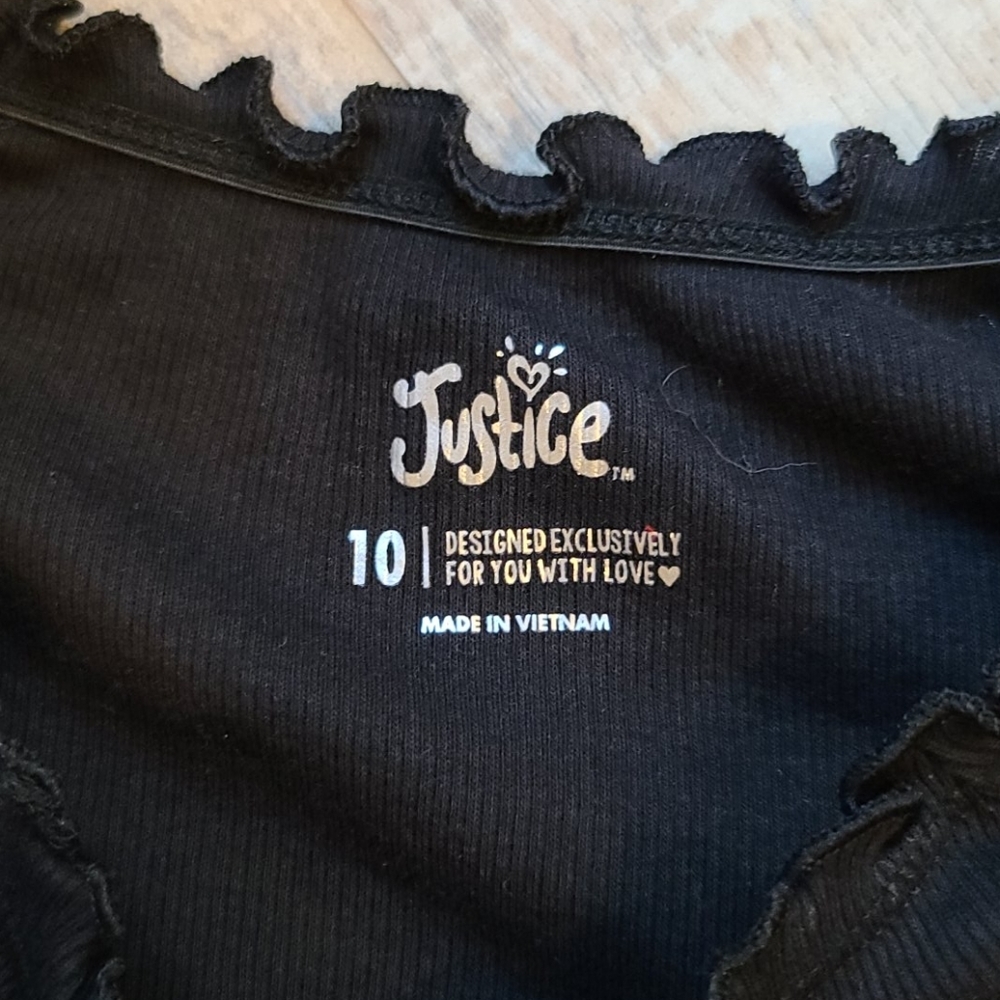 Justice™
10 | DESIGNED EXCLUSIVELY
FOR YOU WITH LOVE♥
MADE IN VIETNAM